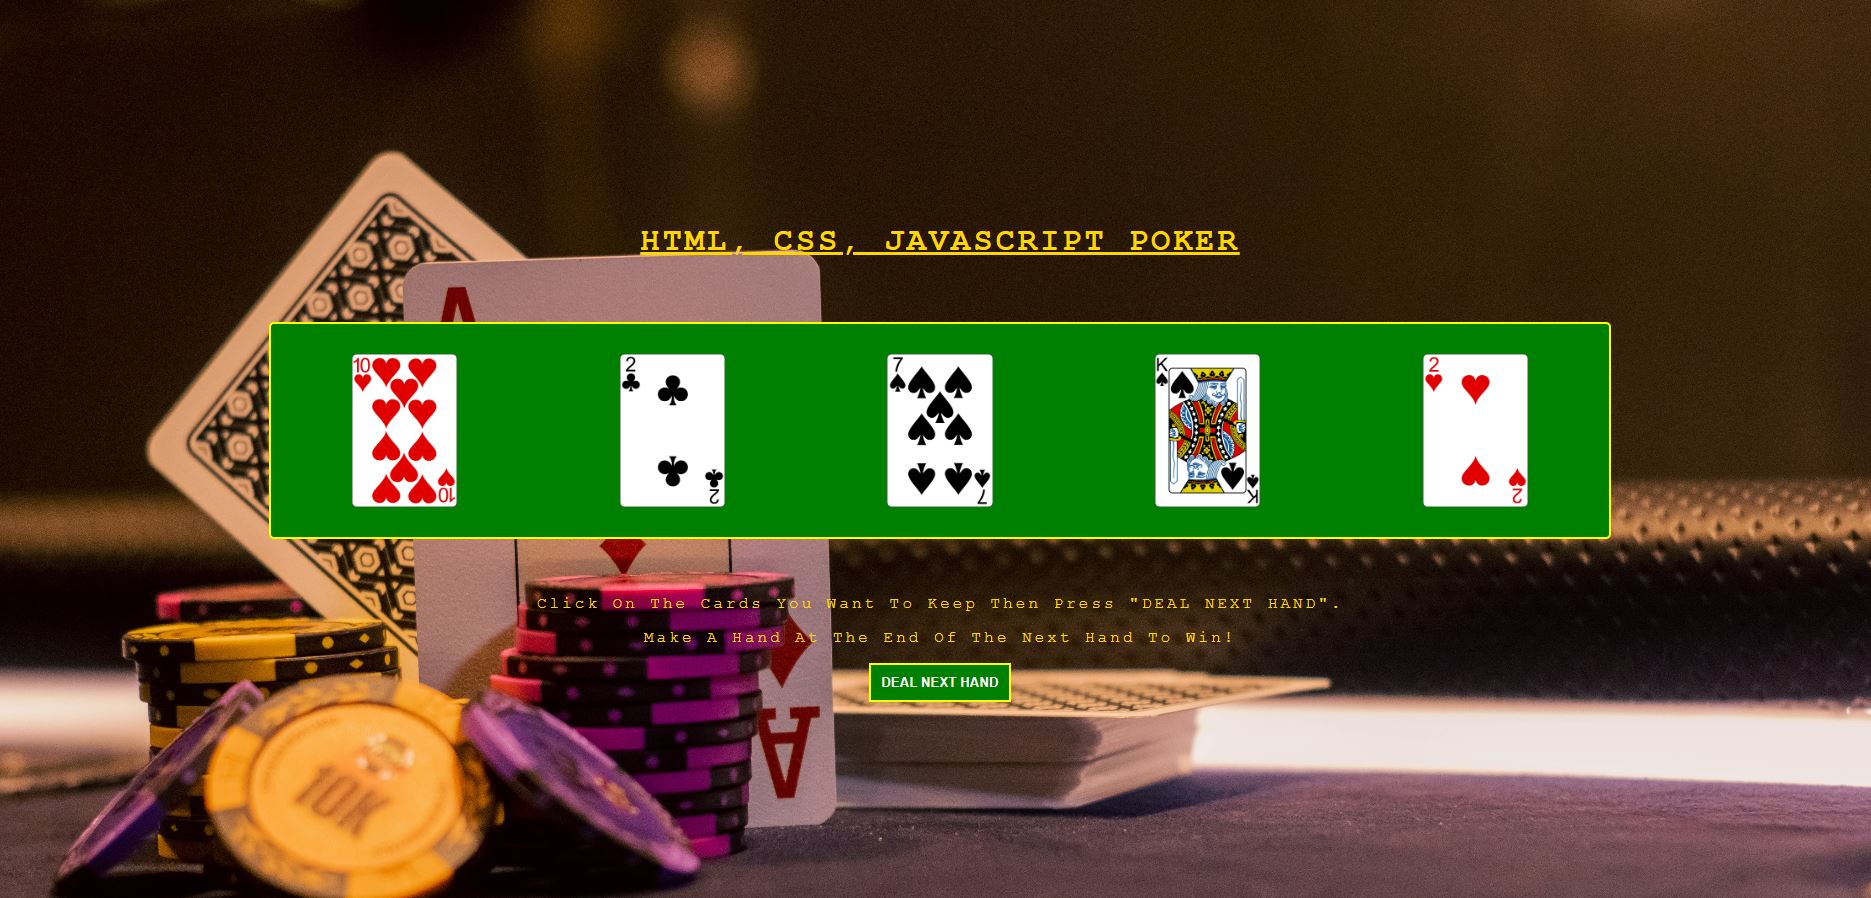 HTML, CSS, JAVASCRIPT POKER
A
10 2 7 K 2
10 2 7 K 2
Click On The Cards You Want To Keep Then Press "DEAL NEXT HAND".
Make A Hand At The End Of The Next Hand To Win!
DEAL NEXT HAND
A
10K